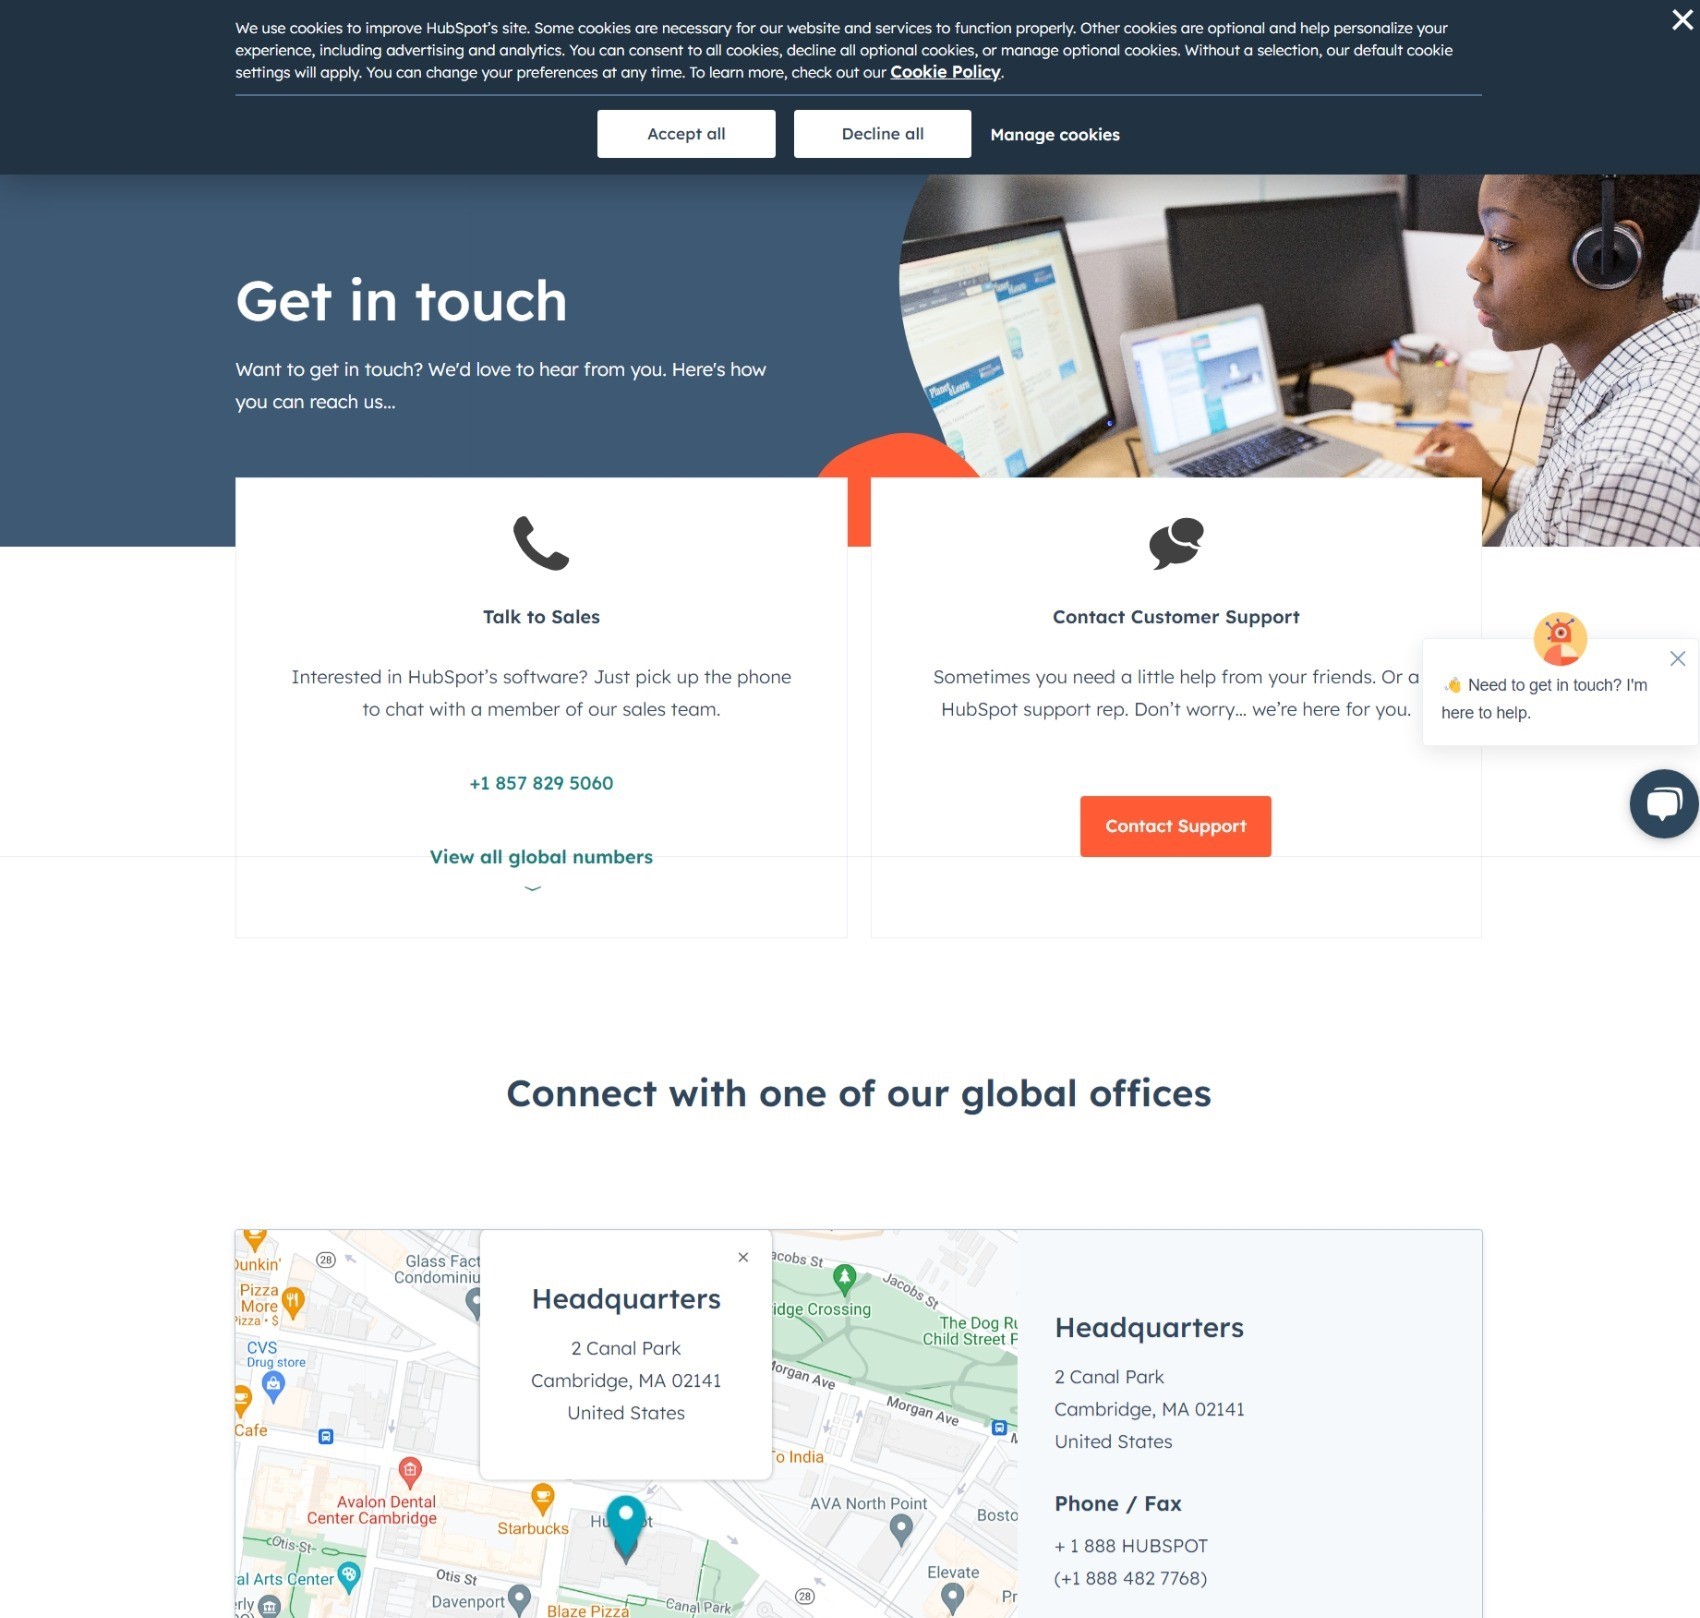 We use cookies to improve HubSpot's site. Some cookies are necessary for our website and services to function properly. Other cookies are optional and help personalize your
experience, including advertising and analytics. You can consent to all cookies, decline all optional cookies, or manage optional cookies. Without a selection, our default cookie
settings will apply. You can change your preferences at any time. To learn more, check out our Cookie Policy.
Accept all
Decline all
Manage cookies
Get in touch
Want to get in touch? We'd love to hear from you. Here's how
you can reach us...
Talk to Sales
Interested in HubSpot's software? Just pick up the phone
to chat with a member of our sales team.
+1 857 829 5060
View all global numbers
Contact Customer Support
Sometimes you need a little help from your friends. Or a
HubSpot support rep. Don't worry... we're here for you.
Contact Support
👋 Need to get in touch? I'm
here to help.
Connect with one of our global offices
Dunkin'
28
Glass Fact
Condominiu
Pizza
More
Pizza · $
CVS
Drug store
Cafe
Avalon Dental
Center Cambridge
Starbucks
Otis St
al Arts Center
erly
Otis St
Davenport
Blaze Pizza
Canal Park
28
Headquarters
2 Canal Park
Cambridge, MA 02141
United States
acobs St
Jacobs St
idge Crossing
The Dog Ru
Child Street P
Morgan Ave
Morgan Ave
To India
AVA North Point
Bosto
Elevate
Pr
Headquarters
2 Canal Park
Cambridge, MA 02141
United States
Phone / Fax
+ 1 888 HUBSPOT
(+1 888 482 7768)